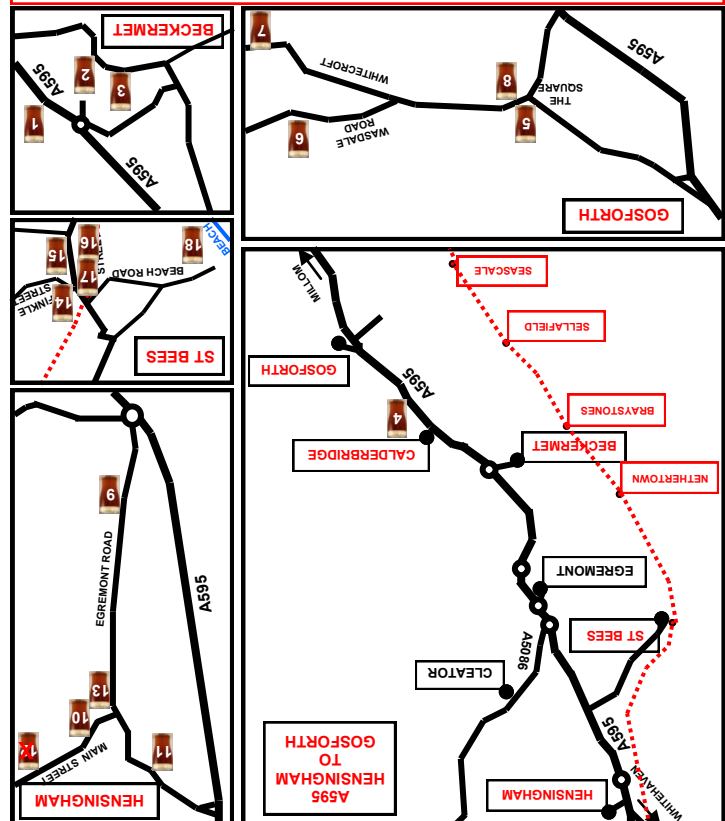 WHITEHAVEN
HENSINGHAM
A595
HENSINGHAM
TO
GOSFORTH
A595
CLEATOR
A5086
ST BEES
EGREMONT
NETHERTOWN
BECKERMET
BRAYSTONES
CALDERBRIDGE
4
A595
GOSFORTH
SELLAFIELD
MILLOM
SEASCALE
HENSINGHAM
MAIN STREET
11
12
10
13
A595
EGREMONT ROAD
9
ST BEES
FINKLE
STREET
14
BEACH ROAD
17
15
16
STREET
18
BEACH
GOSFORTH
WASDALE
ROAD
6
5
THE
SQUARE
8
WHITECROFT
A595
7
A595
1
3
2
A595
BECKERMET